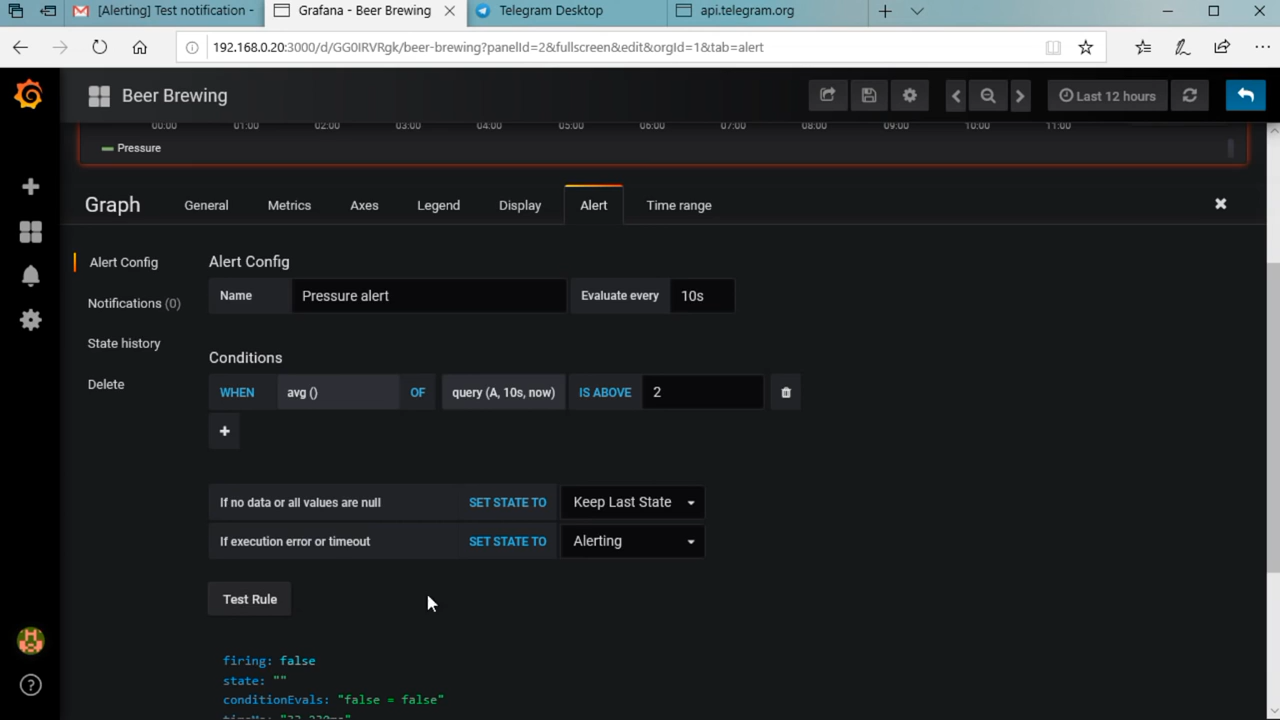 [Alerting] Test notification -
Grafana - Beer Brewing
Telegram Desktop
api.telegram.org
192.168.0.20:3000/d/GG0IRVRgk/beer-brewing?panelId=2&fullscreen&edit&orgId=1&tab=alert
Beer Brewing
Last 12 hours
00:00 01:00 02:00 03:00 04:00 05:00 06:00 07:00 08:00 09:00 10:00 11:00
Pressure
Graph
General Metrics Axes Legend Display Alert Time range
Alert Config
Notifications (0)
State history
Delete
Alert Config
Name Pressure alert Evaluate every 10s
Conditions
WHEN avg () OF query (A, 10s, now) IS ABOVE 2
If no data or all values are null SET STATE TO Keep Last State
If execution error or timeout SET STATE TO Alerting
Test Rule
firing: false
state: ""
conditionEvals: "false = false"